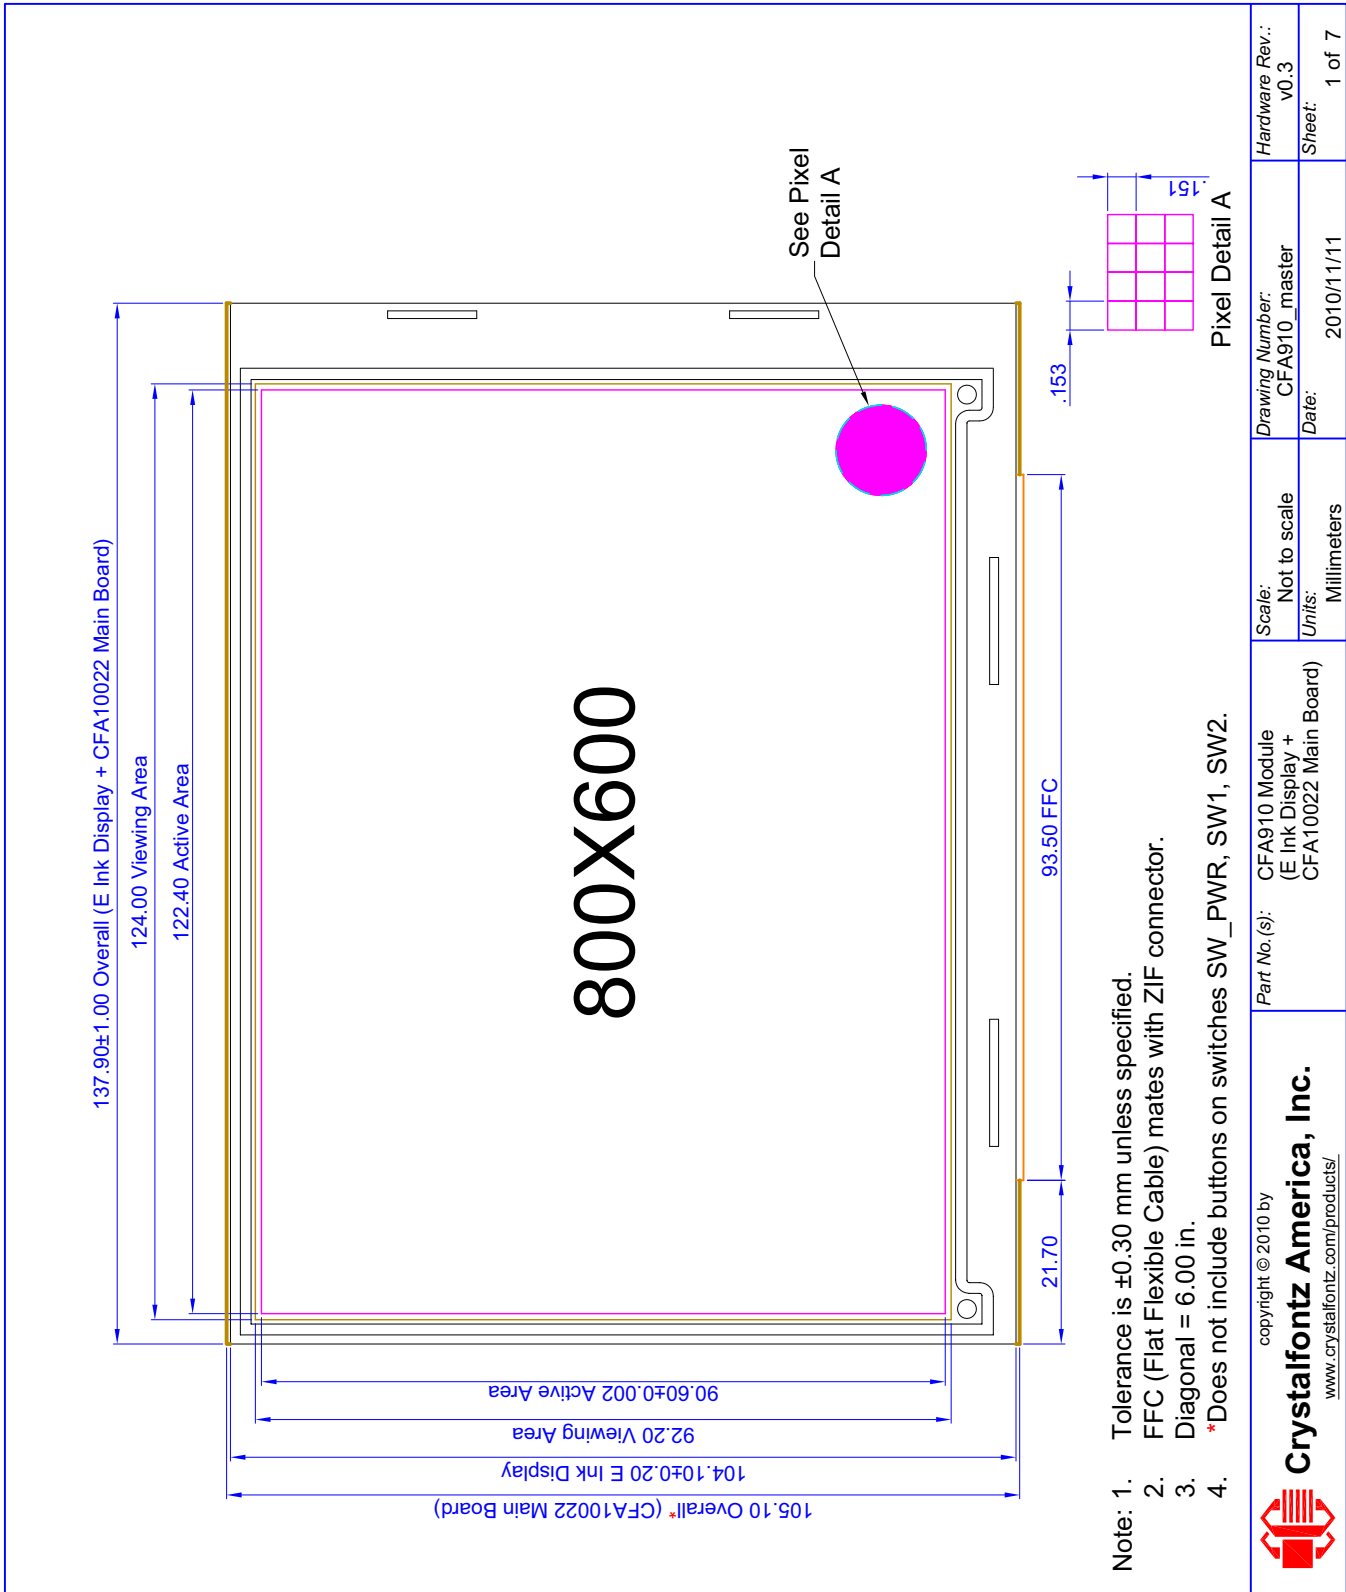 137.90±1.00 Overall (E Ink Display + CFA10022 Main Board)
124.00 Viewing Area
122.40 Active Area
105.10 Overall* (CFA10022 Main Board)
104.10±0.20 E Ink Display
92.20 Viewing Area
90.60±0.002 Active Area
800X600
See Pixel
Detail A
21.70
93.50 FFC
.153
.151
Pixel Detail A
Note: 1. Tolerance is ±0.30 mm unless specified.
2. FFC (Flat Flexible Cable) mates with ZIF connector.
3. Diagonal = 6.00 in.
4. *Does not include buttons on switches SW_PWR, SW1, SW2.
copyright © 2010 by
Crystalfontz America, Inc.
www.crystalfontz.com/products/
Part No.(s): CFA910 Module
(E Ink Display +
CFA10022 Main Board)
Scale:
Not to scale
Units:
Millimeters
Drawing Number:
CFA910_master
Date:
2010/11/11
Hardware Rev.:
v0.3
Sheet:
1 of 7